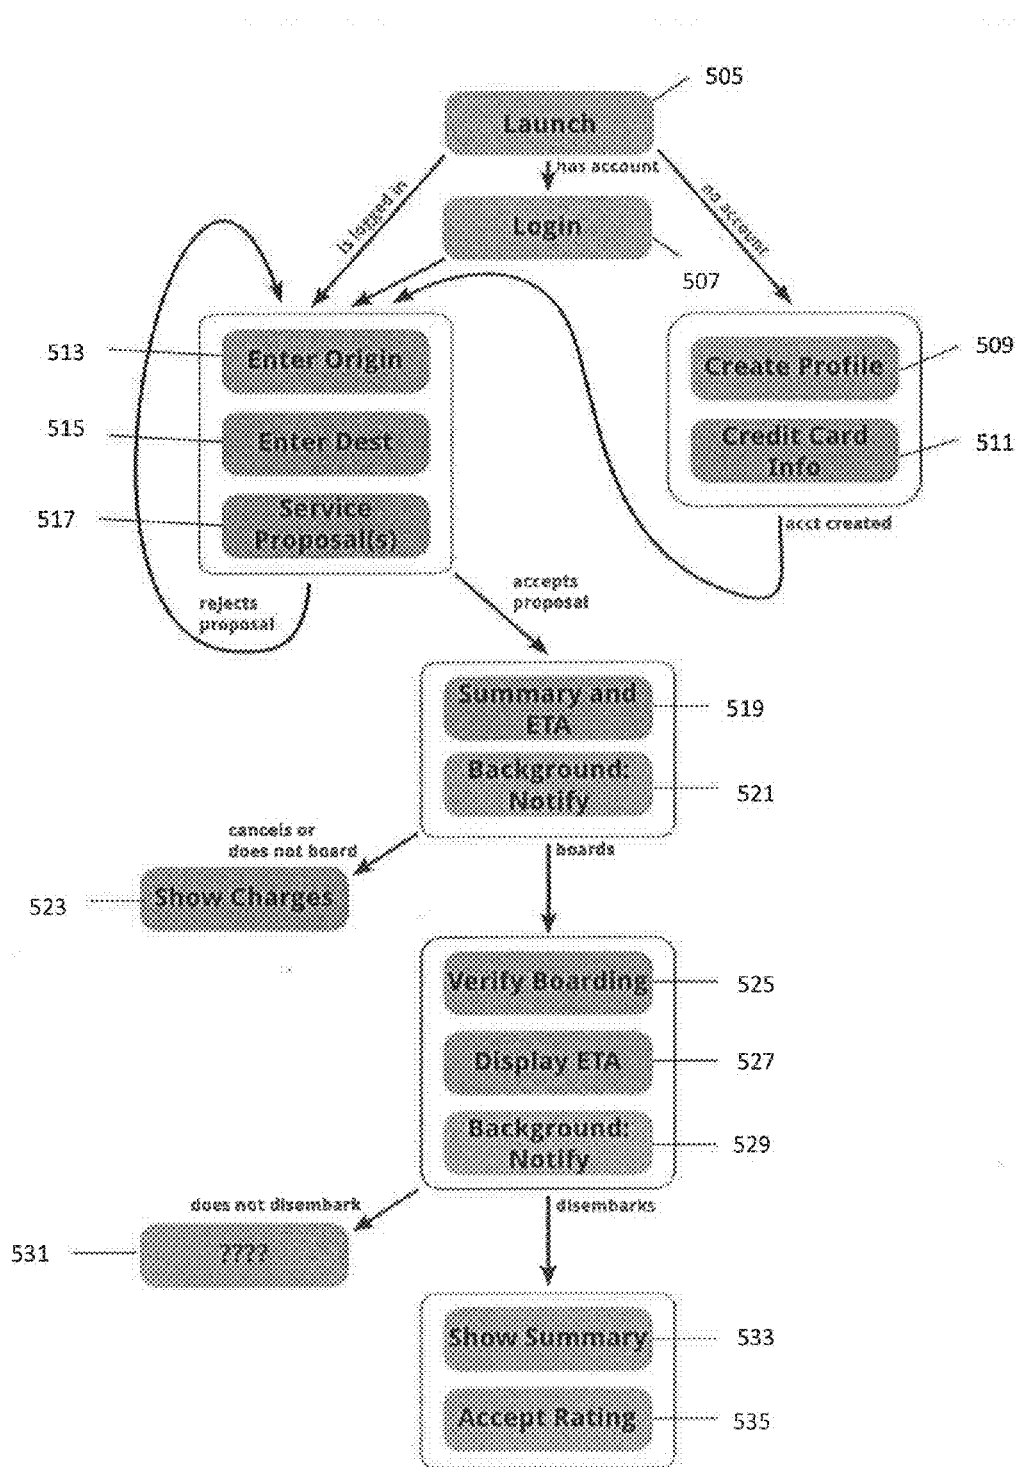 505
Launch
has account
is logged in
no account
Login
507
513
Enter Origin
515
Enter Dest
517
Service
Proposal(s)
Create Profile
509
Credit Card
Info
511
acct created
rejects
proposal
accepts
proposal
Summary and
ETA
519
Background:
Notify
521
cancels or
does not board
boards
523
Show Charges
Verify Boarding
525
Display ETA
527
Background:
Notify
529
does not disembark
disembarks
531
????
Show Summary
533
Accept Rating
535